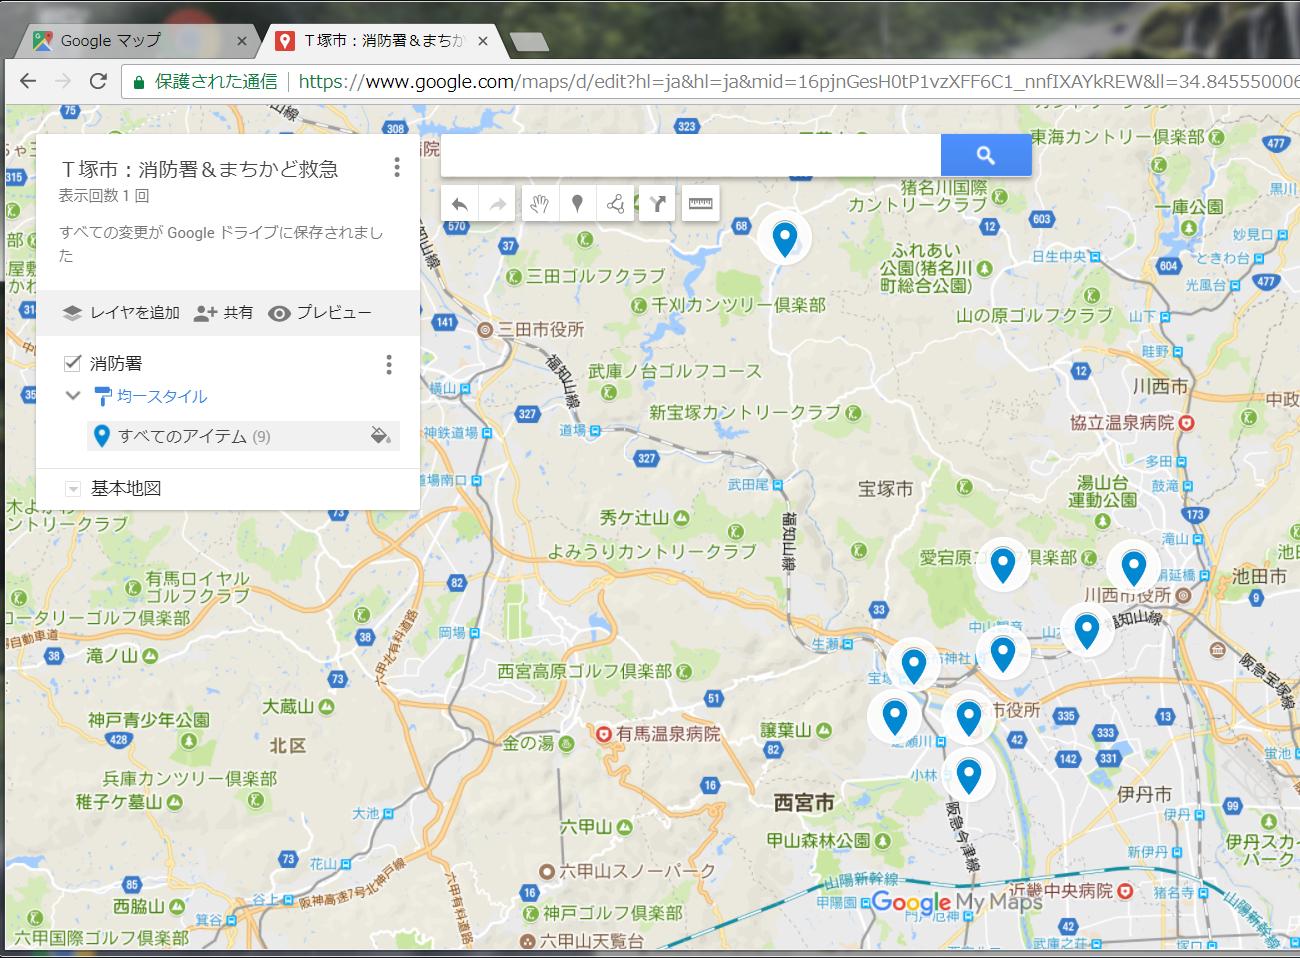 Google マップ
T塚市：消防署＆まちか
保護された通信
https://www.google.com/maps/d/edit?hl=ja&hl=ja&mid=16pjnGesH0tP1vzXFF6C1_nnfIXAYkREW&ll=34.845550006
T塚市：消防署＆まちかど救急
表示回数 1 回
すべての変更が Google ドライブに保存されまし
た
レイヤを追加
共有
プレビュー
消防署
均一スタイル
すべてのアイテム (9)
基本地図
75
308
323
東海カントリー倶楽部
477
315
猪名川国際
カントリークラブ
黒川
一庫公園
570
37
68
603
12
妙見口
ふれあい
公園(猪名川
町総合公園)
日生中央
ときわ台
604
477
光風台
三田ゴルフクラブ
千刈カントリー倶楽部
山の原ゴルフクラブ
山下
141
三田市役所
畦野
福知山線
武庫ノ台ゴルフコース
12
川西市
横山
327
新宝塚カントリークラブ
中政
協立温泉病院
神鉄道場
道場
327
多田
道場南口
武田尾
宝塚市
湯山台
運動公園
鼓滝
73
秀ケ辻山
福知山線
173
よみうりカントリークラブ
滝山
愛宕原
倶楽部
有馬ロイヤル
ゴルフクラブ
82
絹延橋
池田市
川西市役所
9
ロータリーゴルフ倶楽部
38
33
中山観音
福知山線
岡場
生瀬
滝ノ山
38
六甲北有料道路
西宮高原ゴルフ倶楽部
73
阪急宝塚線
51
大蔵山
神戸青少年公園
428
北区
有馬温泉病院
譲葉山
市役所
335
13
333
金の湯
82
42
142
331
蛍池
兵庫カントリー倶楽部
稚子ケ墓山
16
小林
西宮市
伊丹市
99
大池
伊丹
六甲山
甲山森林公園
阪急今津線
伊丹スカイ
パーク
73
花山
新伊丹
85
六甲山スノーパーク
山陽新幹線
近畿中央病院
猪名寺
谷上
阪神高速7号北神戸線
16
甲陽園
Google My Maps
西脇山
箕谷
六甲有料道路
神戸ゴルフ倶楽部
42
山陽新幹線
六甲国際ゴルフ倶楽部
六甲山天覧台
武庫之荘
塚口